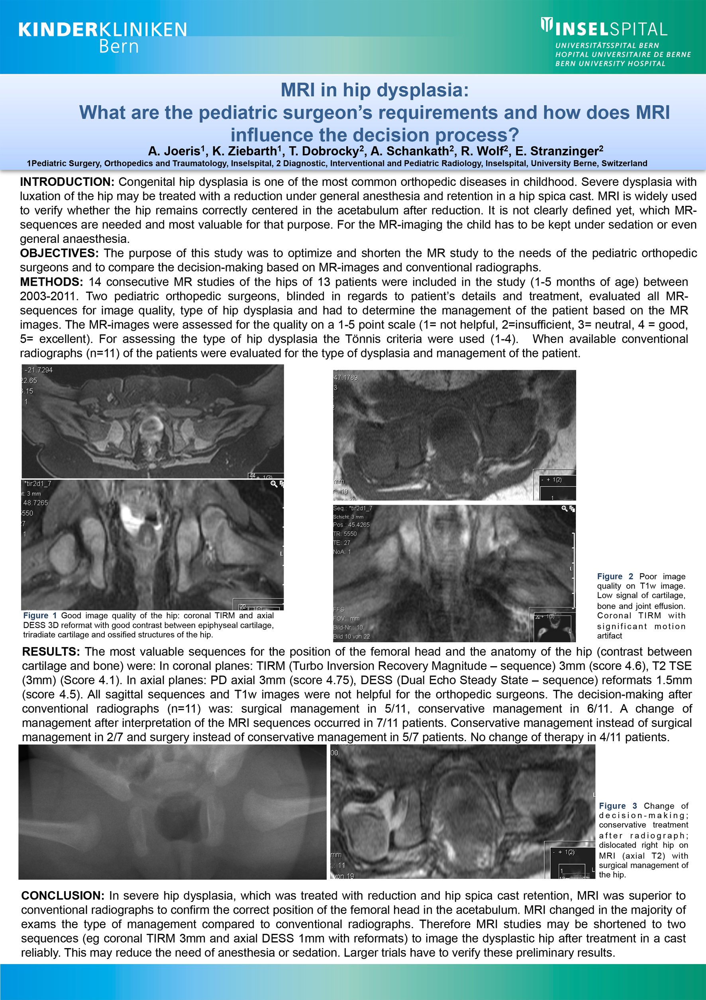 KINDERKLINIKEN
Bern
INSELSPITAL
UNIVERSITÄTSSPITAL BERN
HOPITAL UNIVERSITAIRE DE BERNE
BERN UNIVERSITY HOSPITAL
MRI in hip dysplasia:
What are the pediatric surgeon’s requirements and how does MRI
influence the decision process?
A. Joeris¹, K. Ziebarth¹, T. Dobrocky², A. Schankath², R. Wolf², E. Stranzinger²
1Pediatric Surgery, Orthopedics and Traumatology, Inselspital, 2 Diagnostic, Interventional and Pediatric Radiology, Inselspital, University Berne, Switzerland
INTRODUCTION: Congenital hip dysplasia is one of the most common orthopedic diseases in childhood. Severe dysplasia with
luxation of the hip may be treated with a reduction under general anesthesia and retention in a hip spica cast. MRI is widely used
to verify whether the hip remains correctly centered in the acetabulum after reduction. It is not clearly defined yet, which MR-
sequences are needed and most valuable for that purpose. For the MR-imaging the child has to be kept under sedation or even
general anaesthesia.
OBJECTIVES: The purpose of this study was to optimize and shorten the MR study to the needs of the pediatric orthopedic
surgeons and to compare the decision-making based on MR-images and conventional radiographs.
METHODS: 14 consecutive MR studies of the hips of 13 patients were included in the study (1-5 months of age) between
2003-2011. Two pediatric orthopedic surgeons, blinded in regards to patient’s details and treatment, evaluated all MR-
sequences for image quality, type of hip dysplasia and had to determine the management of the patient based on the MR
images. The MR-images were assessed for the quality on a 1-5 point scale (1= not helpful, 2=insufficient, 3= neutral, 4 = good,
5= excellent). For assessing the type of hip dysplasia the Tönnis criteria were used (1-4). When available conventional
radiographs (n=11) of the patients were evaluated for the type of dysplasia and management of the patient.
-21.7294
22.65
6.15
1
44
+ 1(3)
*tir2d1_7
nt: 3 mm
48.7265
5550
27
1
L
22
+ 1(3)
Figure 1 Good image quality of the hip: coronal TIRM and axial
DESS 3D reformat with good contrast between epiphyseal cartilage,
triradiate cartilage and ossified structures of the hip.
47.1789
3
mm
: 10
- + 1(2)
1
Seq.: *tir2d1_7
Schicht: 3 mm
Pos.: 45.4265
TR: 5550
TE: 27
NoA: 1
L
FFS
FOV: mm
Bild-Nr.: 10
Bild 10 von 22
22
+ 1(3)
L
Figure 2 Poor image
quality on T1w image.
Low signal of cartilage,
bone and joint effusion.
Coronal TIRM with
significant motion
artifact
RESULTS: The most valuable sequences for the position of the femoral head and the anatomy of the hip (contrast between
cartilage and bone) were: In coronal planes: TIRM (Turbo Inversion Recovery Magnitude – sequence) 3mm (score 4.6), T2 TSE
(3mm) (Score 4.1). In axial planes: PD axial 3mm (score 4.75), DESS (Dual Echo Steady State – sequence) reformats 1.5mm
(score 4.5). All sagittal sequences and T1w images were not helpful for the orthopedic surgeons. The decision-making after
conventional radiographs (n=11) was: surgical management in 5/11, conservative management in 6/11. A change of
management after interpretation of the MRI sequences occurred in 7/11 patients. Conservative management instead of surgical
management in 2/7 and surgery instead of conservative management in 5/7 patients. No change of therapy in 4/11 patients.
00
L
mm
: 11
von 19
- + 1(2)
1
L
Figure 3 Change of
decision-making;
conservative treatment
after radiograph;
dislocated right hip on
MRI (axial T2) with
surgical management of
the hip.
CONCLUSION: In severe hip dysplasia, which was treated with reduction and hip spica cast retention, MRI was superior to
conventional radiographs to confirm the correct position of the femoral head in the acetabulum. MRI changed in the majority of
exams the type of management compared to conventional radiographs. Therefore MRI studies may be shortened to two
sequences (eg coronal TIRM 3mm and axial DESS 1mm with reformats) to image the dysplastic hip after treatment in a cast
reliably. This may reduce the need of anesthesia or sedation. Larger trials have to verify these preliminary results.